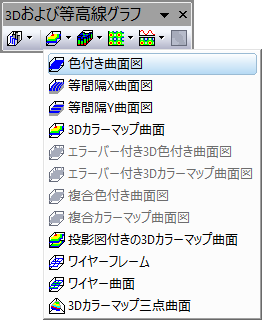 3Dおよび等高線グラフ
色付き曲面図
等間隔X曲面図
等間隔Y曲面図
3Dカラーマップ曲面
エラーバー付き3D色付き曲面図
エラーバー付き3Dカラーマップ曲面図
複合色付き曲面図
複合カラーマップ曲面図
投影図付きの3Dカラーマップ曲面
ワイヤーフレーム
ワイヤー曲面
3Dカラーマップ三点曲面